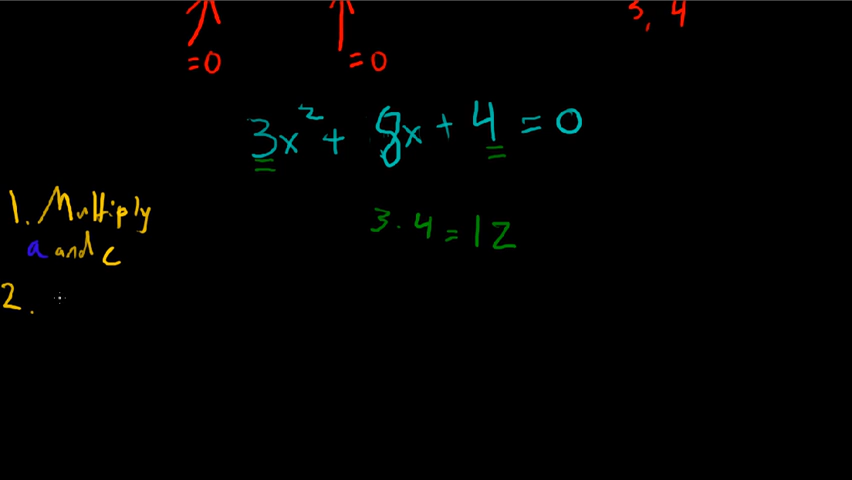 3, 4
=0 =0
3x² + 8x + 4 = 0
1. Multiply
a and c
3 · 4 = 12
2.